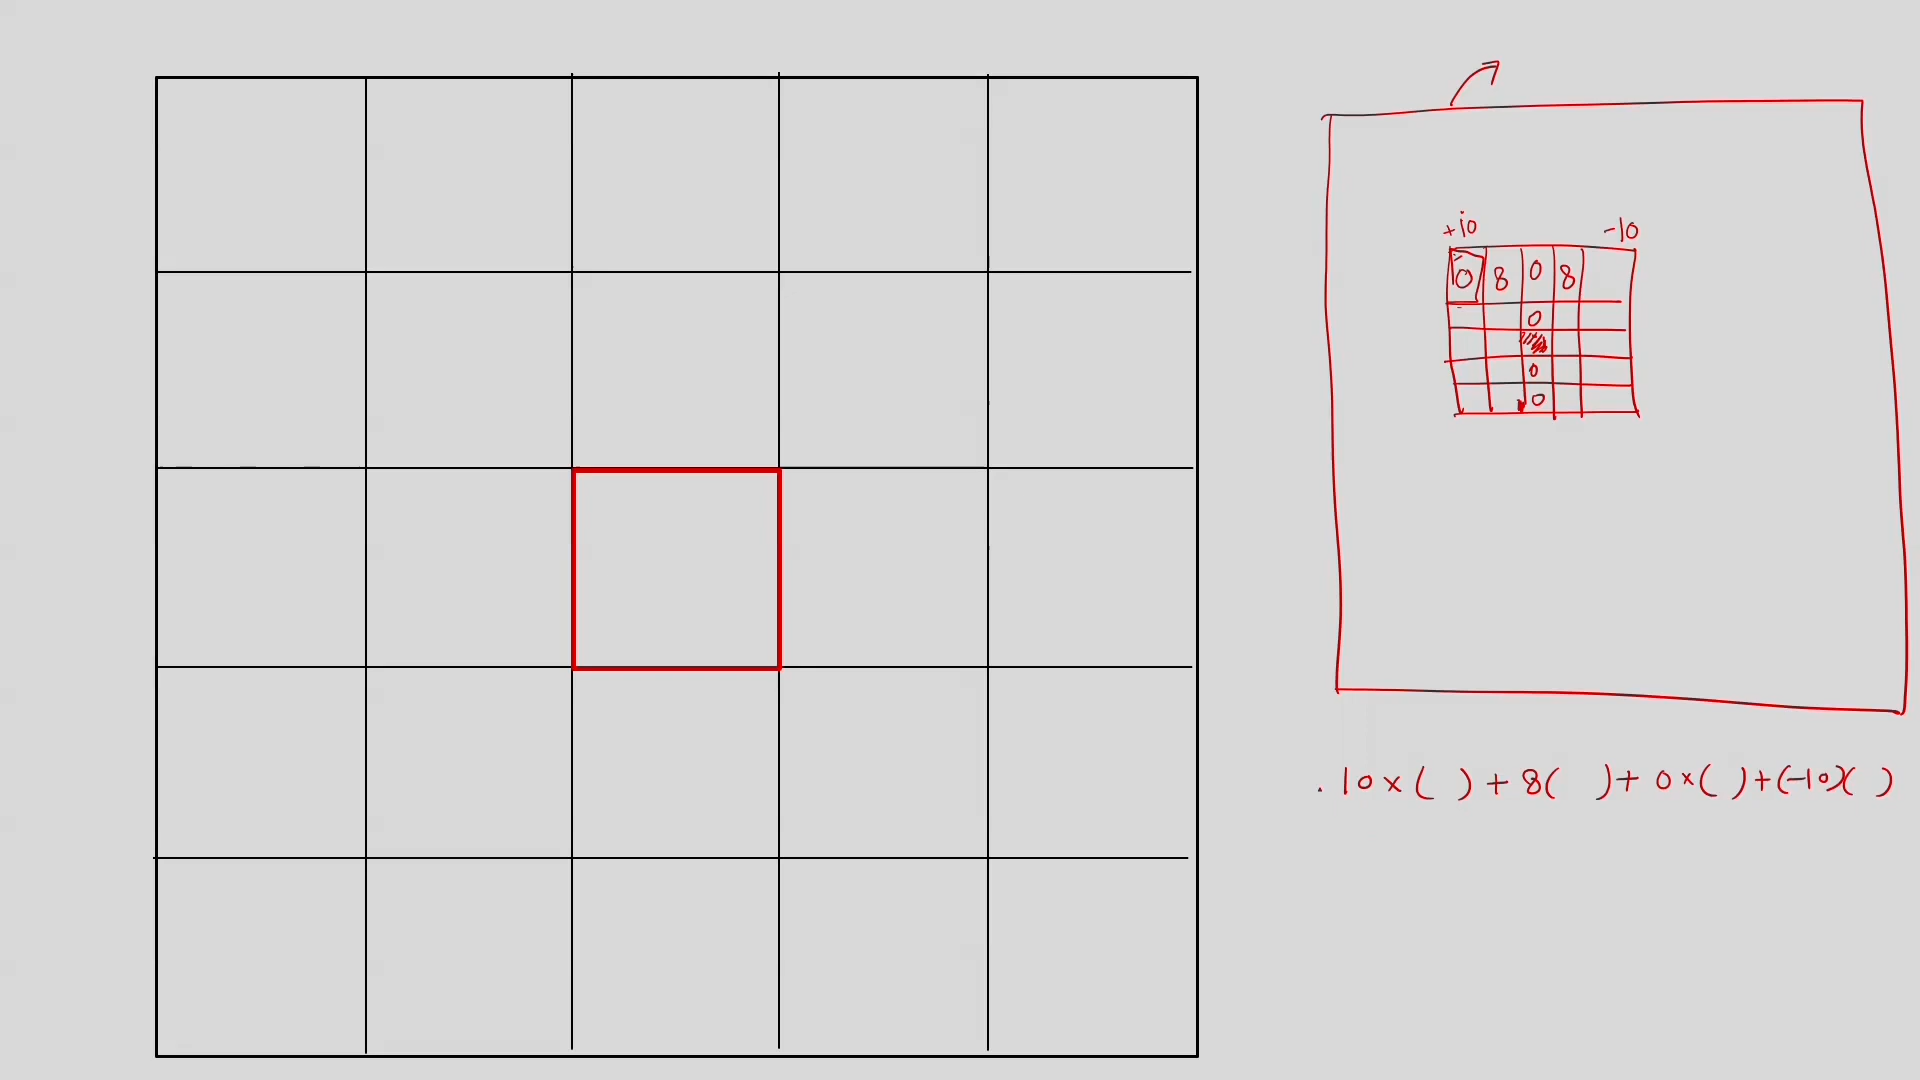 +10 -10
0 8 0 8
0
0
0
. 10 x ( ) + 8 ( ) + 0 x ( ) + (-10) ( )